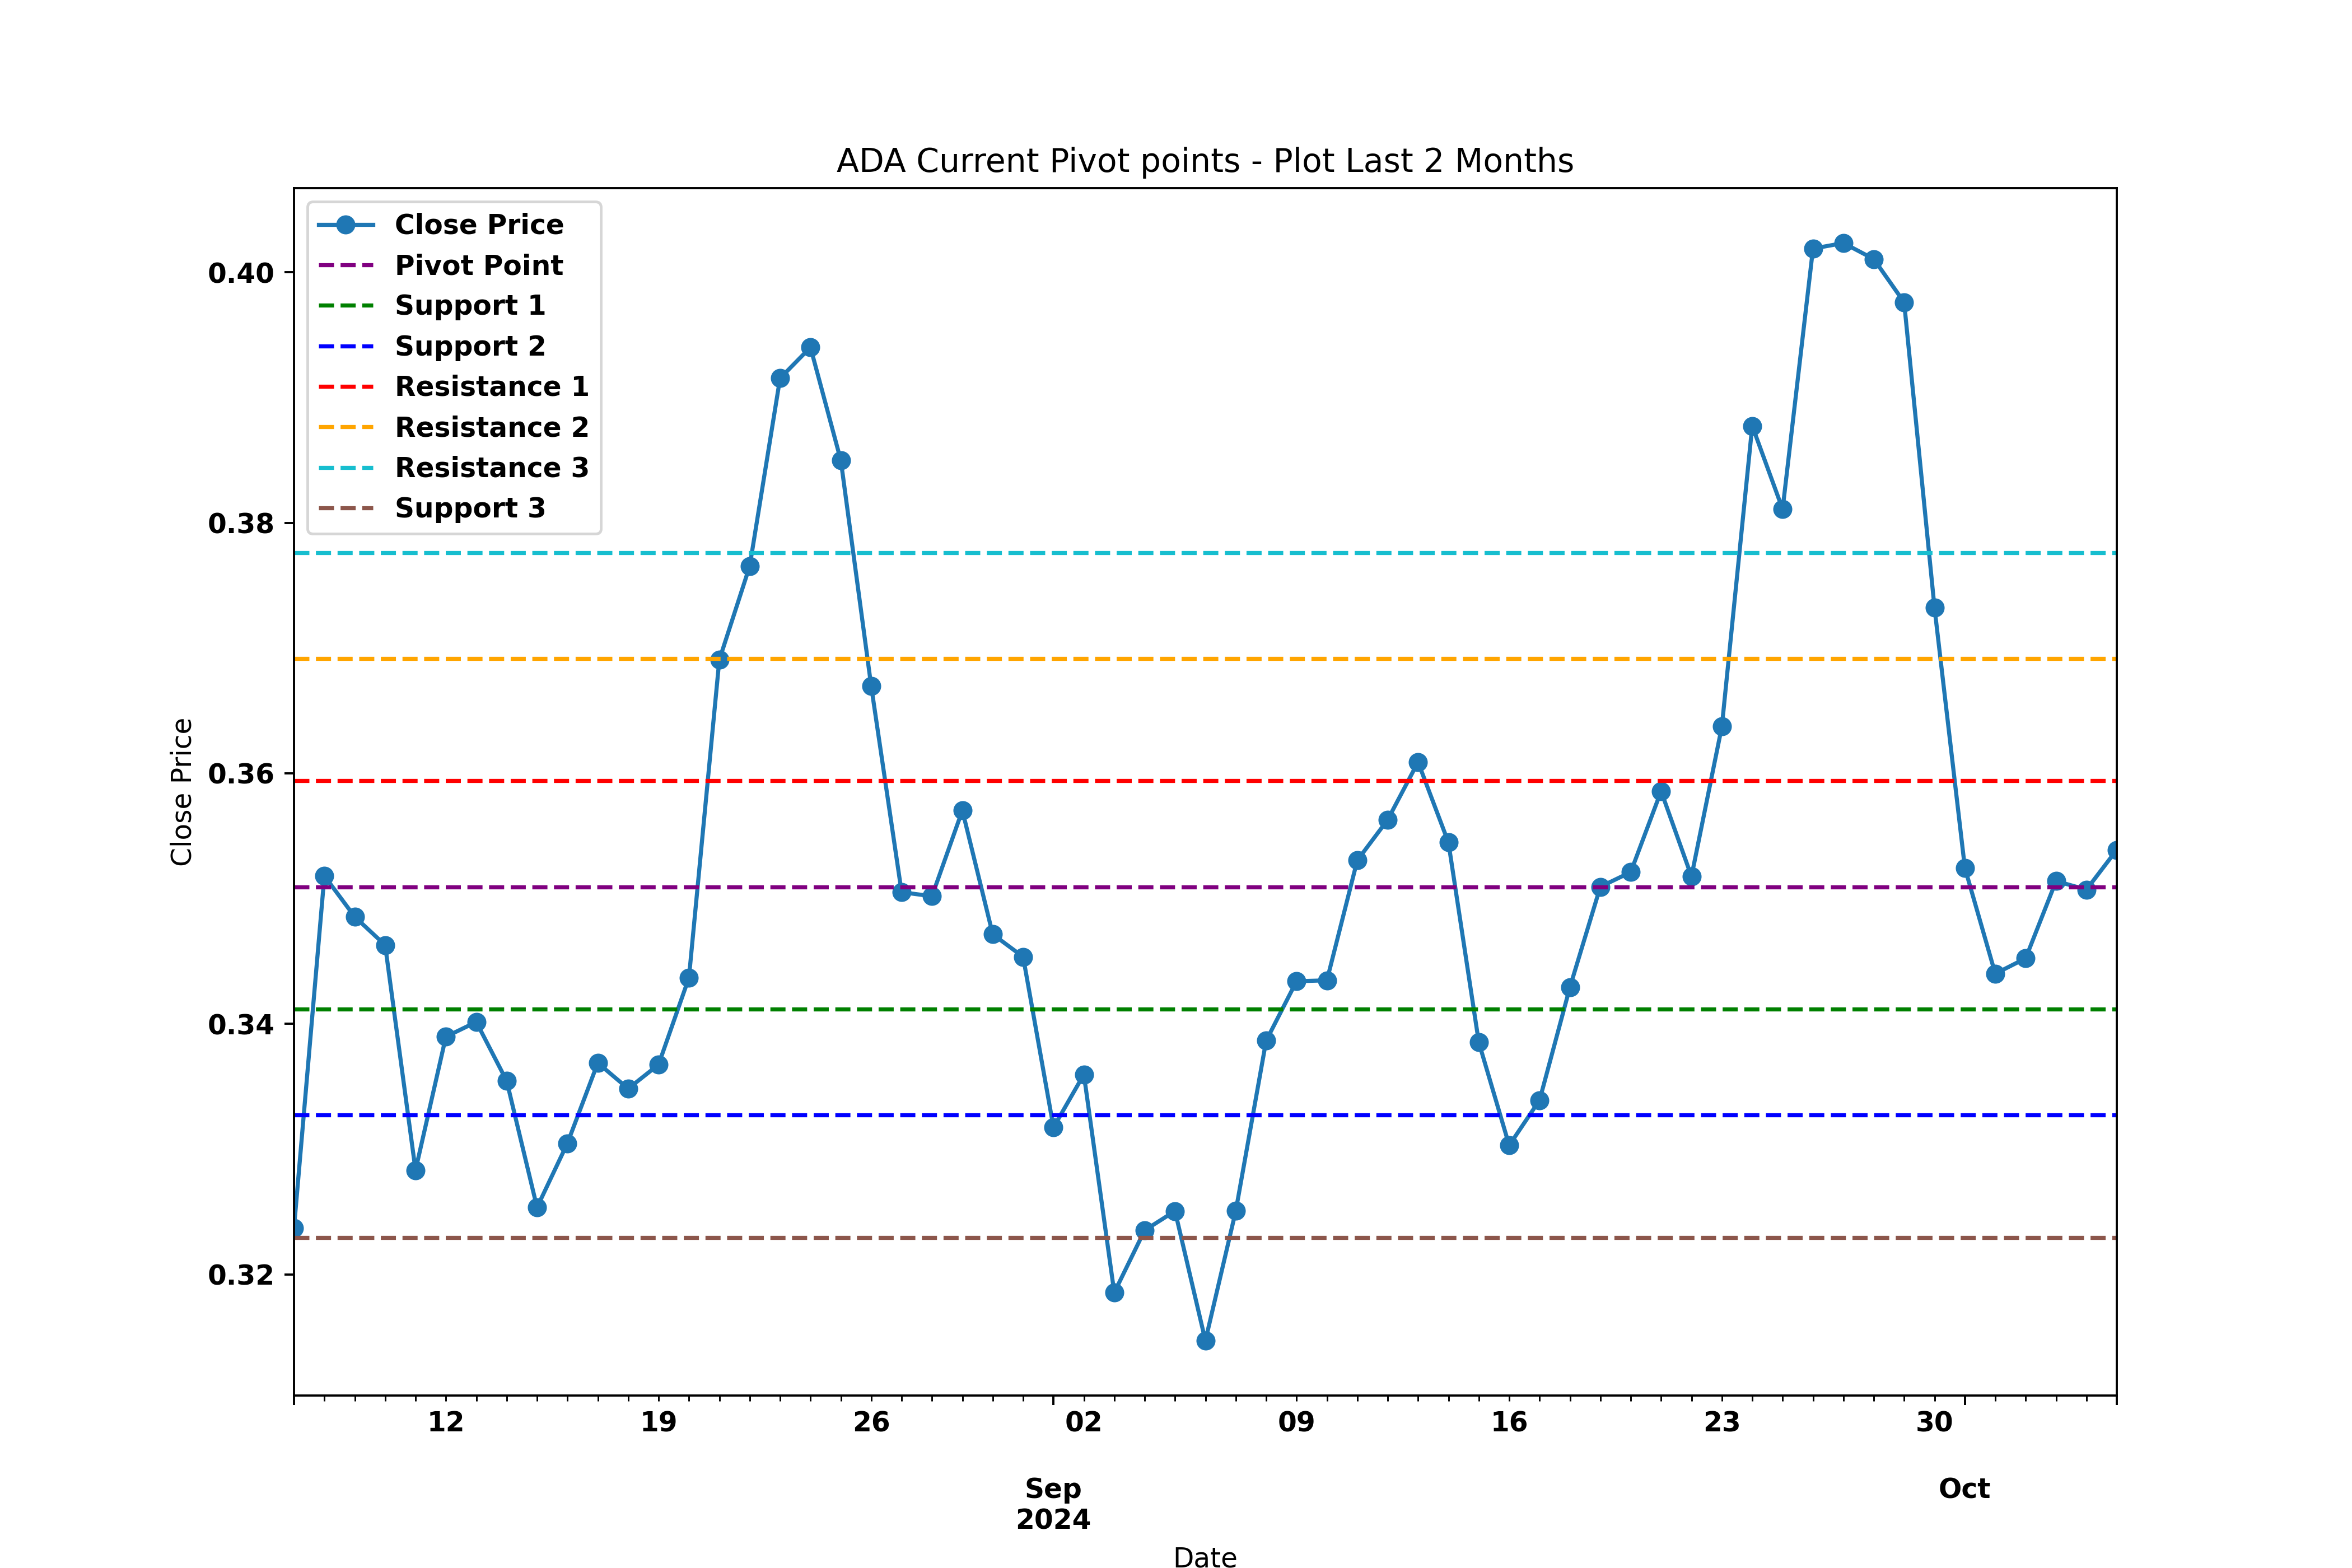 ADA Current Pivot points - Plot Last 2 Months
Close Price
Pivot Point
Support 1
Support 2
Resistance 1
Resistance 2
Resistance 3
Support 3
0.40
0.38
0.36
0.34
0.32
Close Price
12 19 26 02 09 16 23 30
Sep Oct
2024
Date